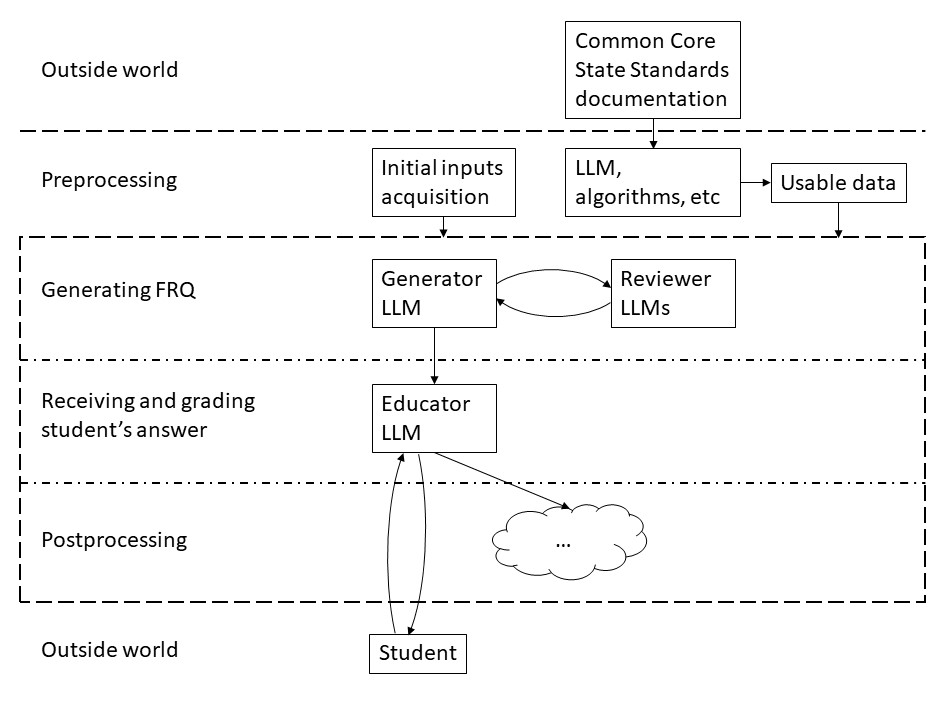 Outside world
Common Core
State Standards
documentation
Preprocessing
Initial inputs
acquisition
LLM,
algorithms, etc
Usable data
Generating FRQ
Generator
LLM
Reviewer
LLMs
Receiving and grading
student’s answer
Educator
LLM
Postprocessing
...
Outside world
Student